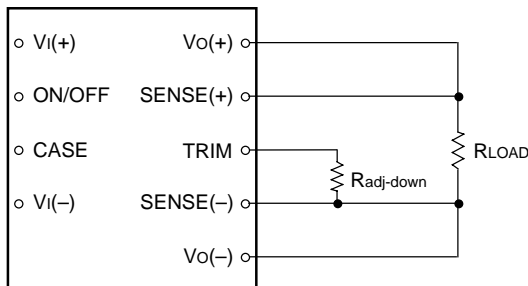 VI(+) VO(+)
ON/OFF SENSE(+)
CASE TRIM RLOAD
Radj-down
VI(–) SENSE(–)
VO(–)